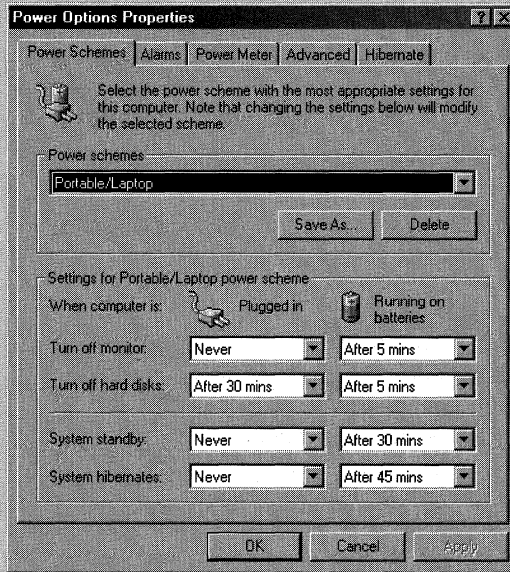 Power Options Properties
Power Schemes Alarms Power Meter Advanced Hibernate
Select the power scheme with the most appropriate settings for
this computer. Note that changing the settings below will modify
the selected scheme.
Power schemes
Portable/Laptop
Save As... Delete
Settings for Portable/Laptop power scheme
When computer is: Plugged in Running on
batteries
Turn off monitor: Never After 5 mins
Turn off hard disks: After 30 mins After 5 mins
System standby: Never After 30 mins
System hibernates: Never After 45 mins
OK Cancel Apply